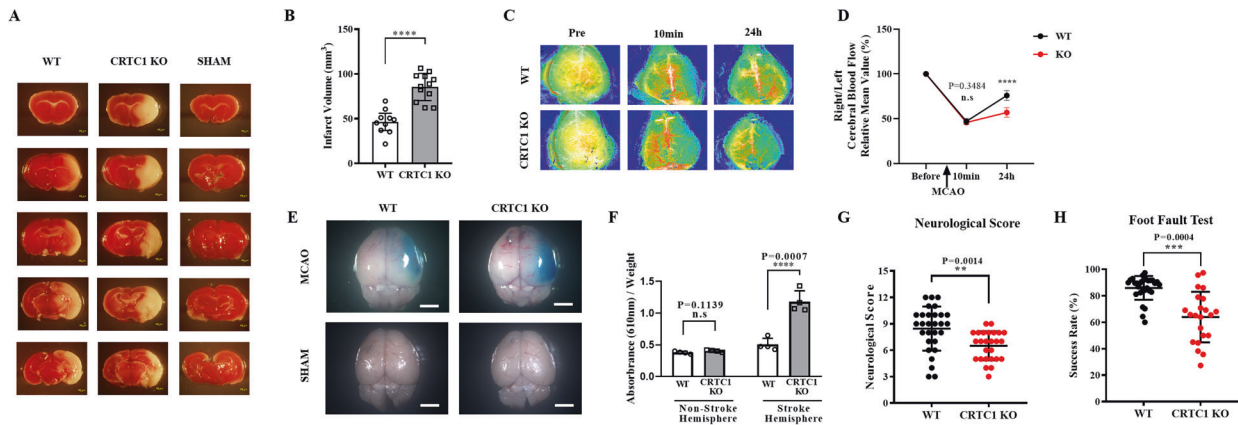 A
WT
CRTC1 KO
SHAM
B
Infarct Volume (mm³)
150
100
50
0
****
WT
CRTC1 KO
C
Pre
10min
24h
WT
CRTC1 KO
D
Right/Left
Cerebral Blood Flow
Relative Mean Value (%)
150
100
50
0
P=0.3484
n.s
****
WT
KO
Before
10min
24h
MCAO
E
WT
CRTC1 KO
MCAO
SHAM
F
Absorbrance (610nm) / Weight
1.5
1.0
0.5
0.0
P=0.1139
n.s
P=0.0007
****
WT
CRTC1
KO
WT
CRTC1
KO
Non-Stroke
Hemisphere
Stroke
Hemisphere
G
Neurological Score
P=0.0014
**
Neurological Score
15
12
9
6
3
0
WT
CRTC1 KO
H
Foot Fault Test
P=0.0004
***
Success Rate (%)
100
80
60
40
20
0
WT
CRTC1 KO